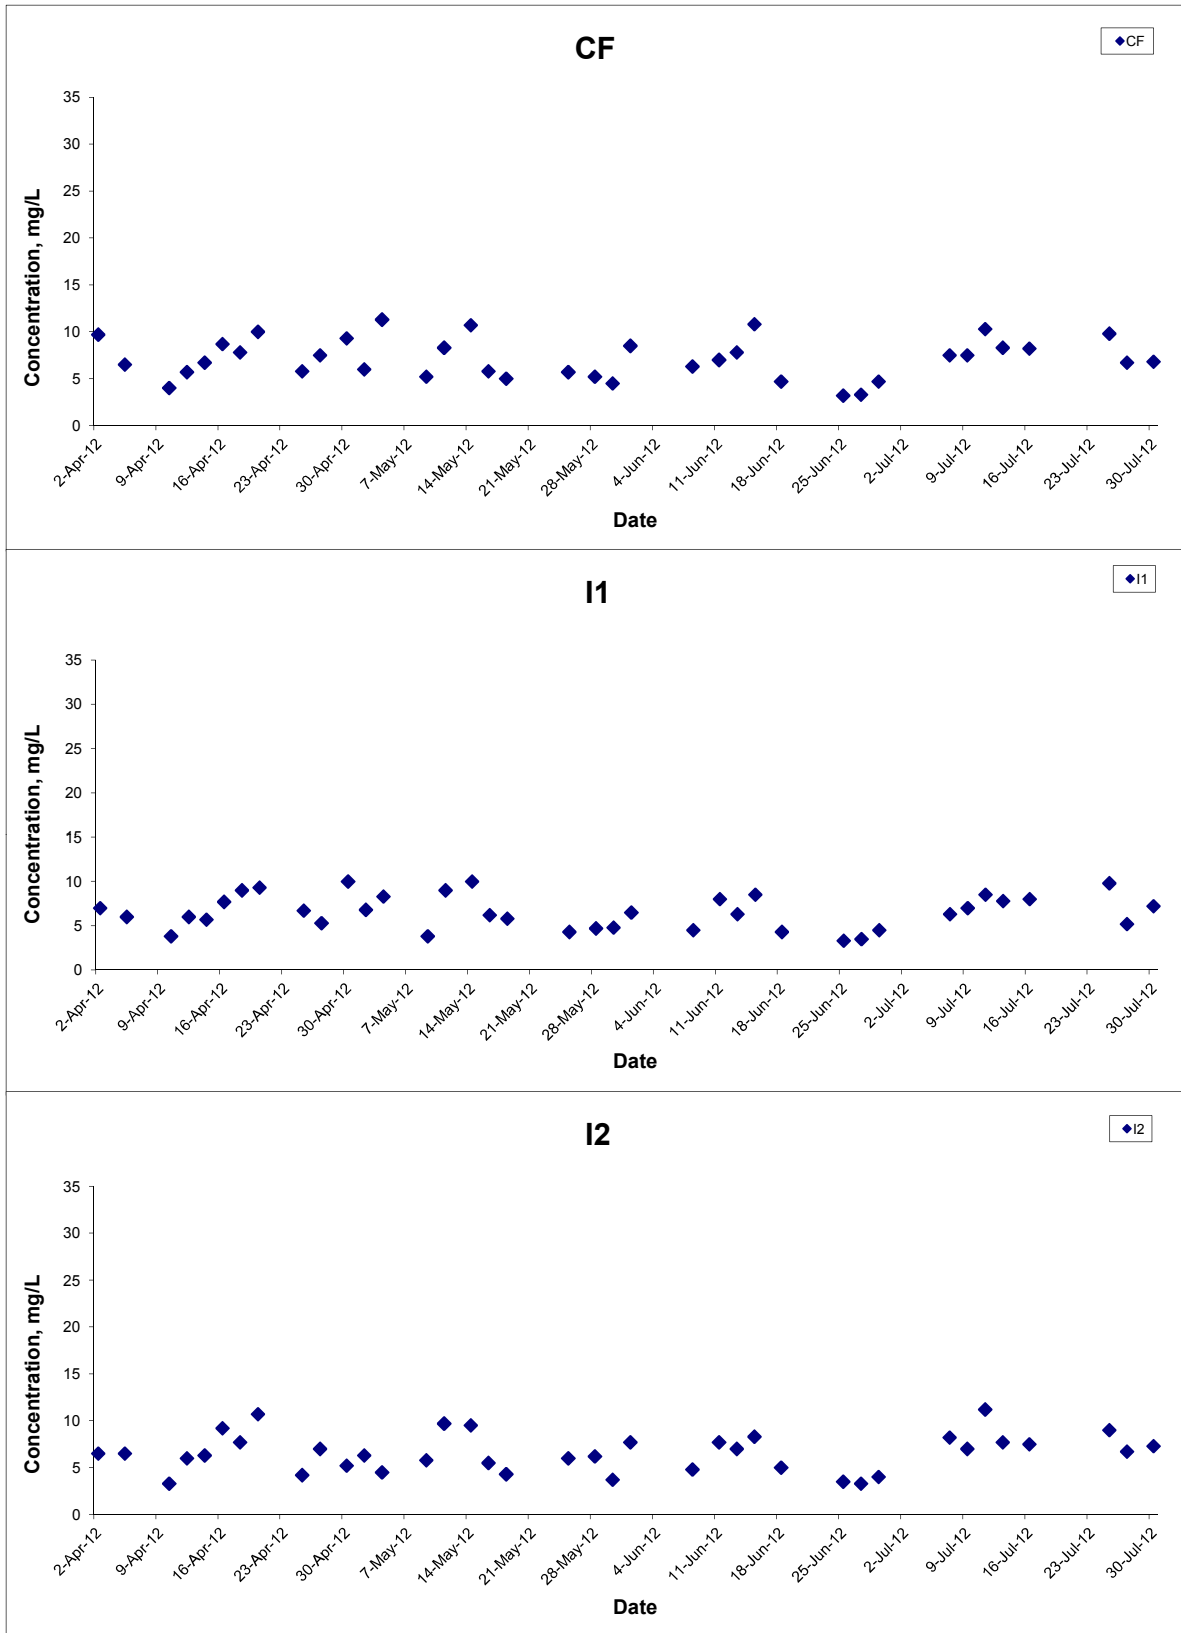 CF
CF
35
30
25
20
15
10
5
0
Concentration, mg/L
2-Apr-12
9-Apr-12
16-Apr-12
23-Apr-12
30-Apr-12
7-May-12
14-May-12
21-May-12
28-May-12
4-Jun-12
11-Jun-12
18-Jun-12
25-Jun-12
2-Jul-12
9-Jul-12
16-Jul-12
23-Jul-12
30-Jul-12
Date
I1
I1
35
30
25
20
15
10
5
0
Concentration, mg/L
2-Apr-12
9-Apr-12
16-Apr-12
23-Apr-12
30-Apr-12
7-May-12
14-May-12
21-May-12
28-May-12
4-Jun-12
11-Jun-12
18-Jun-12
25-Jun-12
2-Jul-12
9-Jul-12
16-Jul-12
23-Jul-12
30-Jul-12
Date
I2
I2
35
30
25
20
15
10
5
0
Concentration, mg/L
2-Apr-12
9-Apr-12
16-Apr-12
23-Apr-12
30-Apr-12
7-May-12
14-May-12
21-May-12
28-May-12
4-Jun-12
11-Jun-12
18-Jun-12
25-Jun-12
2-Jul-12
9-Jul-12
16-Jul-12
23-Jul-12
30-Jul-12
Date